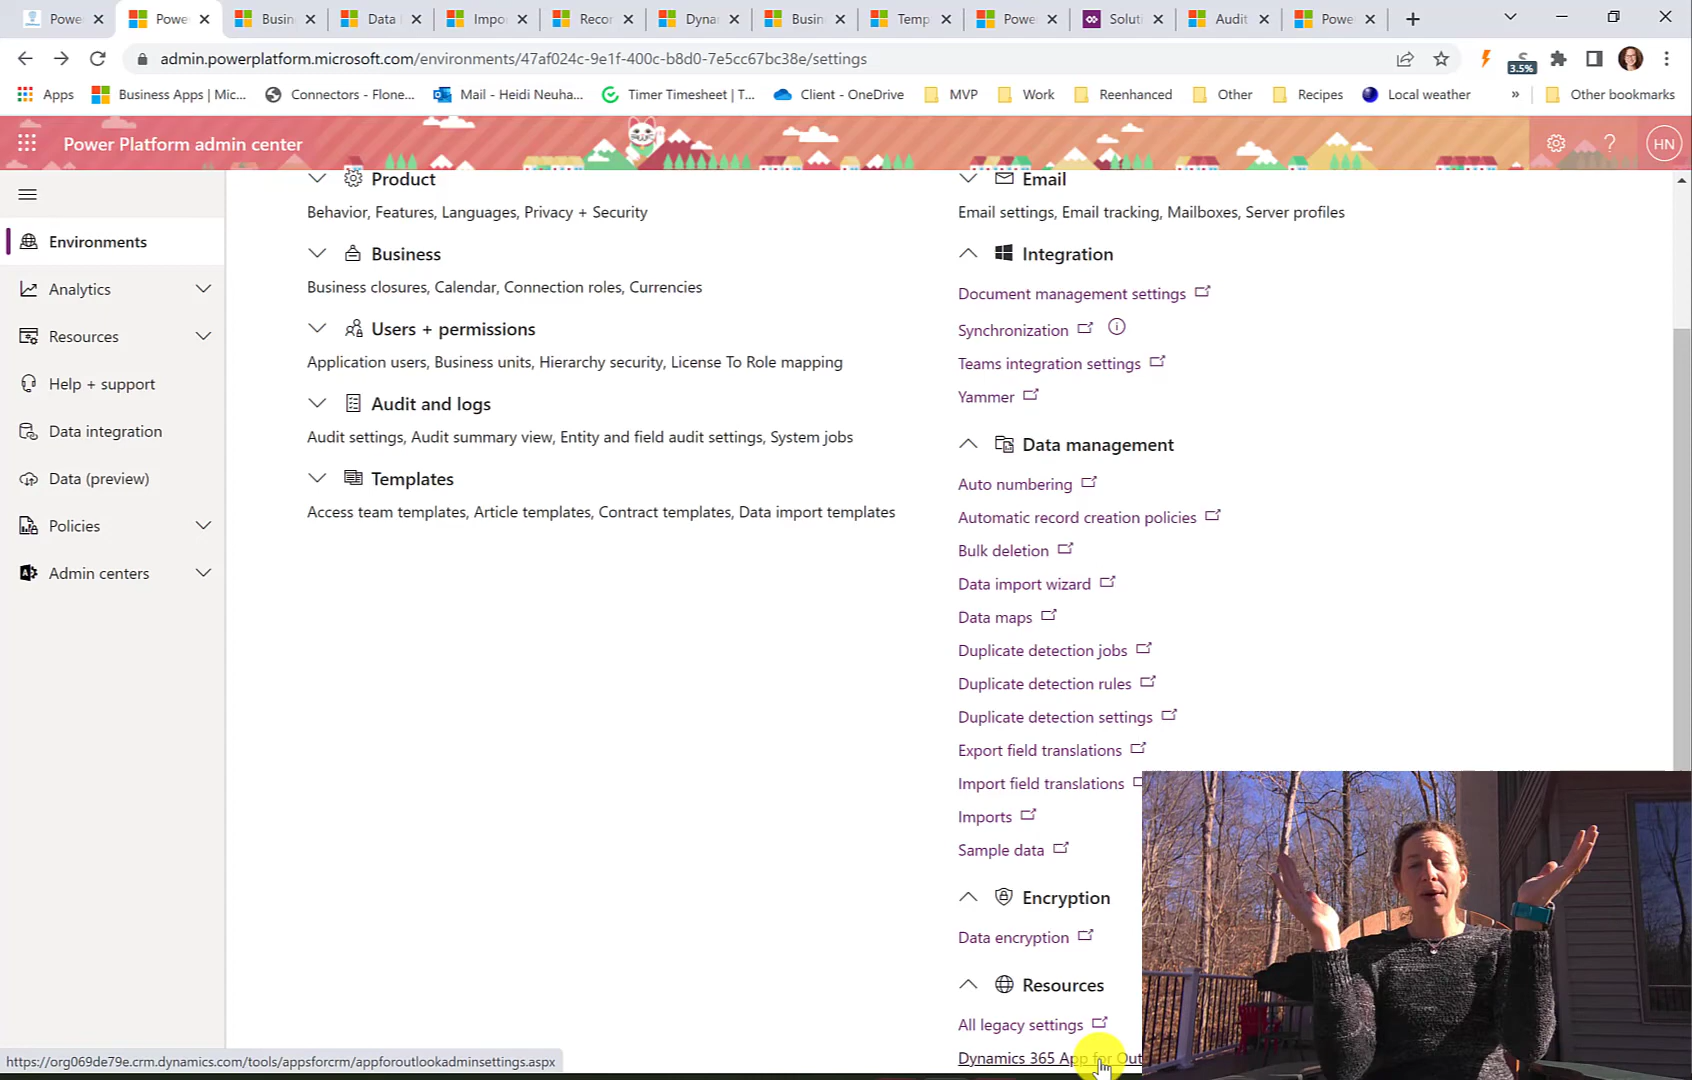 Powe
Powe
Busin
Data
Impo
Recor
Dyna
Busin
Temp
Powe
Soluti
Audit
Powe
admin.powerplatform.microsoft.com/environments/47af024c-9e1f-400c-b8d0-7e5cc67bc38e/settings
3.5%
Apps
Business Apps | Mic...
Connectors - Flone...
Mail - Heidi Neuha...
Timer Timesheet | T...
Client - OneDrive
MVP
Work
Reenhanced
Other
Recipes
Local weather
»
Other bookmarks
Power Platform admin center
?
HN
Environments
Analytics
Resources
Help + support
Data integration
Data (preview)
Policies
Admin centers
Product
Behavior, Features, Languages, Privacy + Security
Business
Business closures, Calendar, Connection roles, Currencies
Users + permissions
Application users, Business units, Hierarchy security, License To Role mapping
Audit and logs
Audit settings, Audit summary view, Entity and field audit settings, System jobs
Templates
Access team templates, Article templates, Contract templates, Data import templates
Email
Email settings, Email tracking, Mailboxes, Server profiles
Integration
Document management settings
Synchronization
Teams integration settings
Yammer
Data management
Auto numbering
Automatic record creation policies
Bulk deletion
Data import wizard
Data maps
Duplicate detection jobs
Duplicate detection rules
Duplicate detection settings
Export field translations
Import field translations
Imports
Sample data
Encryption
Data encryption
Resources
All legacy settings
Dynamics 365 App for Out
https://org069de79e.crm.dynamics.com/tools/appsforcrm/appforoutlookadminsettings.aspx